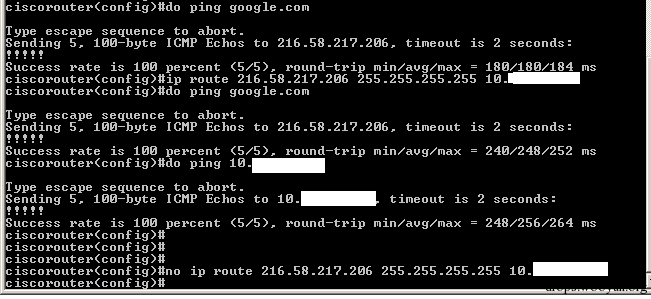 ciscorouter(config)#do ping google.com
Type escape sequence to abort.
Sending 5, 100-byte ICMP Echos to 216.58.217.206, timeout is 2 seconds:
!!!!!
Success rate is 100 percent (5/5), round-trip min/avg/max = 180/180/184 ms
ciscorouter(config)#ip route 216.58.217.206 255.255.255.255 10.
ciscorouter(config)#do ping google.com
Type escape sequence to abort.
Sending 5, 100-byte ICMP Echos to 216.58.217.206, timeout is 2 seconds:
!!!!!
Success rate is 100 percent (5/5), round-trip min/avg/max = 240/248/252 ms
ciscorouter(config)#do ping 10.
Type escape sequence to abort.
Sending 5, 100-byte ICMP Echos to 10. , timeout is 2 seconds:
!!!!!
Success rate is 100 percent (5/5), round-trip min/avg/max = 248/256/264 ms
ciscorouter(config)#
ciscorouter(config)#
ciscorouter(config)#
ciscorouter(config)#no ip route 216.58.217.206 255.255.255.255 10.
ciscorouter(config)#